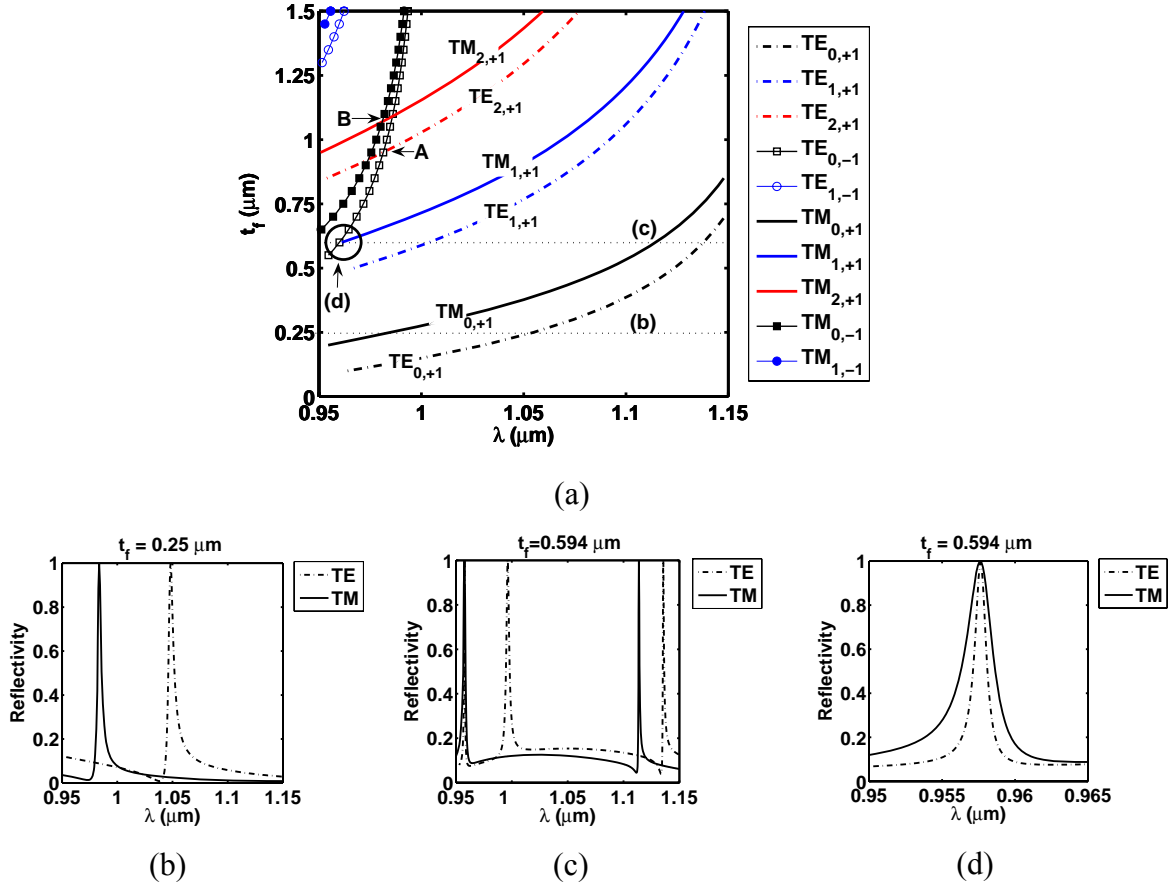 1.5
1.25
1
0.75
0.5
0.25
0
t_f (μm)
0.95
1
1.05
1.1
1.15
λ (μm)
TM_{2,+1}
TE_{2,+1}
B
A
TM_{1,+1}
TE_{1,+1}
(c)
(d)
TM_{0,+1}
(b)
TE_{0,+1}
TE_{0,+1}
TE_{1,+1}
TE_{2,+1}
TE_{0,-1}
TE_{1,-1}
TM_{0,+1}
TM_{1,+1}
TM_{2,+1}
TM_{0,-1}
TM_{1,-1}
(a)
t_f = 0.25 μm
1
0.8
0.6
0.4
0.2
0
Reflectivity
0.95
1
1.05
1.1
1.15
λ (μm)
TE
TM
(b)
t_f=0.594 μm
1
0.8
0.6
0.4
0.2
0
Reflectivity
0.95
1
1.05
1.1
1.15
λ (μm)
TE
TM
(c)
t_f = 0.594 μm
1
0.8
0.6
0.4
0.2
0
Reflectivity
0.95
0.955
0.96
0.965
λ (μm)
TE
TM
(d)